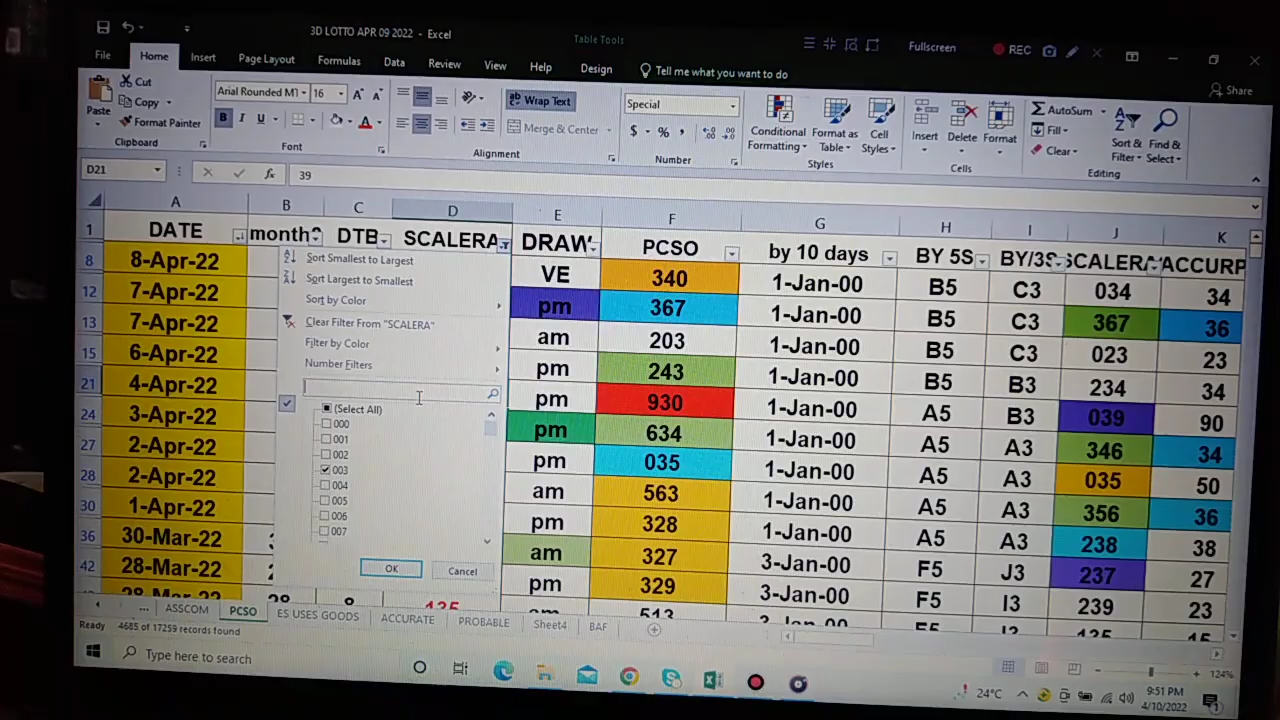 3D LOTTO APR 09 2022 - Excel
Table Tools
Fullscreen
REC
File Home Insert Page Layout Formulas Data Review View Help Design Tell me what you want to do
Share
Paste
Cut
Copy
Format Painter
Clipboard
Arial Rounded MT 16
B I U
Font
Wrap Text
Merge & Center
Alignment
Special
$ % ,
Number
Conditional Formatting
Format as Table
Cell Styles
Styles
Insert
Delete
Format
Cells
AutoSum
Fill
Clear
Sort & Filter
Find & Select
Editing
D21 fx 39
A B C D E F G H I J K
1 DATE DTB SCALERA DRAW PCSO by 10 days BY 5S BY/3S SCALERA ACCURP
8 8-Apr-22 VE 340 1-Jan-00 B5 C3 034 34
12 7-Apr-22 pm 367 1-Jan-00 B5 C3 367 36
13 7-Apr-22 am 203 1-Jan-00 B5 C3 023 23
15 6-Apr-22 pm 243 1-Jan-00 B5 B3 234 34
21 4-Apr-22 pm 930 1-Jan-00 A5 B3 039 90
24 3-Apr-22 pm 634 1-Jan-00 A5 A3 346 34
27 2-Apr-22 pm 035 1-Jan-00 A5 A3 035 50
28 2-Apr-22 am 563 1-Jan-00 A5 A3 356 36
30 1-Apr-22 pm 328 1-Jan-00 A5 A3 238 38
36 30-Mar-22 am 327 3-Jan-00 F5 J3 237 27
42 28-Mar-22 pm 329 3-Jan-00 F5 I3 239 23
Sort Smallest to Largest
Sort Largest to Smallest
Sort by Color
Clear Filter From "SCALERA"
Filter by Color
Number Filters
(Select All)
000
001
002
003
004
005
006
007
OK Cancel
... ASSCOM PCSO ES USES GOODS ACCURATE PROBABLE Sheet4 BAF
Ready 4685 of 17259 records found
124%
Type here to search
24°C
9:51 PM
4/10/2022